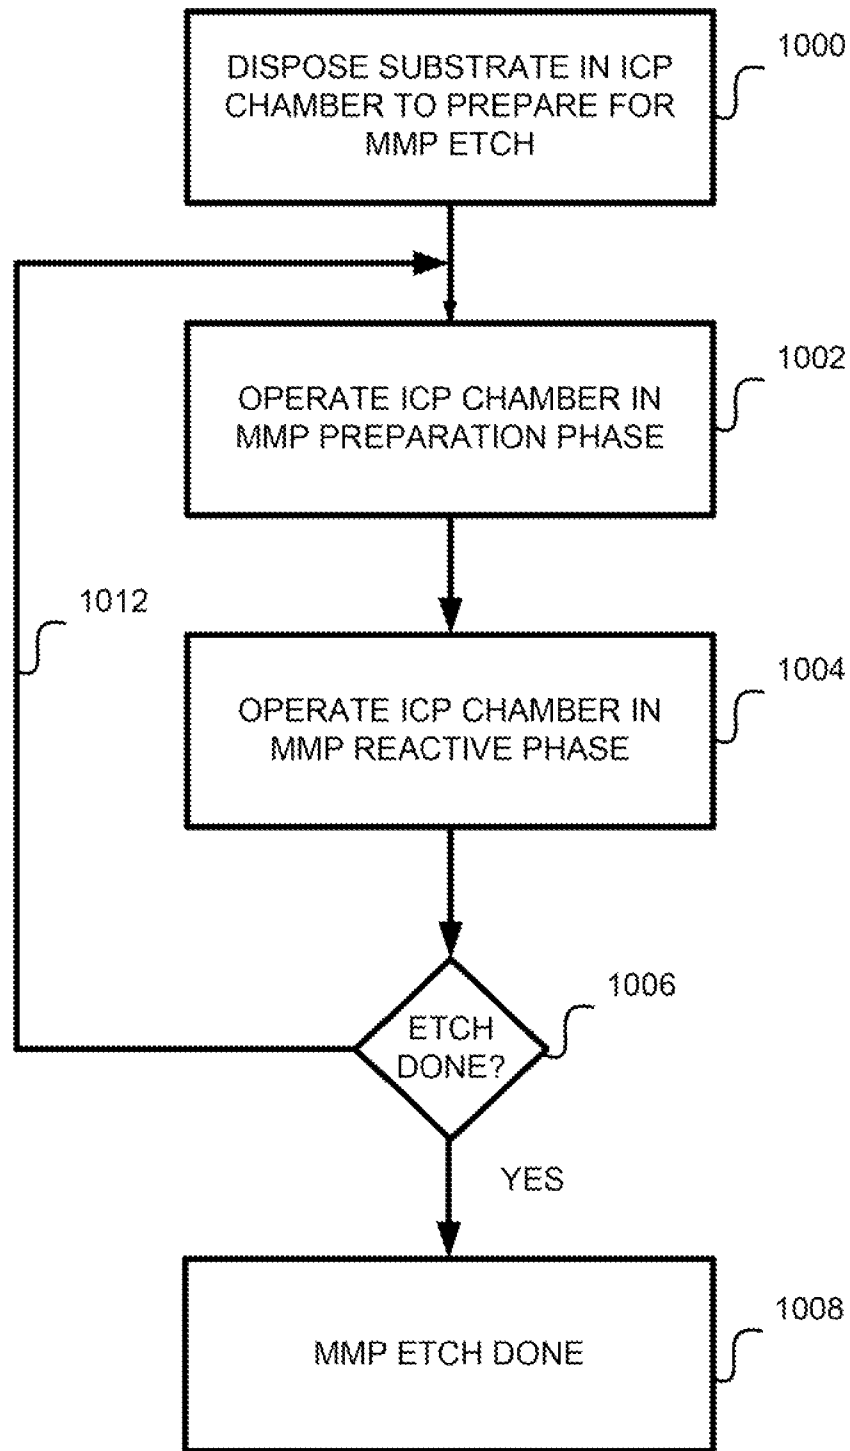 DISPOSE SUBSTRATE IN ICP
CHAMBER TO PREPARE FOR
MMP ETCH
1000
OPERATE ICP CHAMBER IN
MMP PREPARATION PHASE
1002
1012
OPERATE ICP CHAMBER IN
MMP REACTIVE PHASE
1004
ETCH
DONE?
1006
YES
MMP ETCH DONE
1008